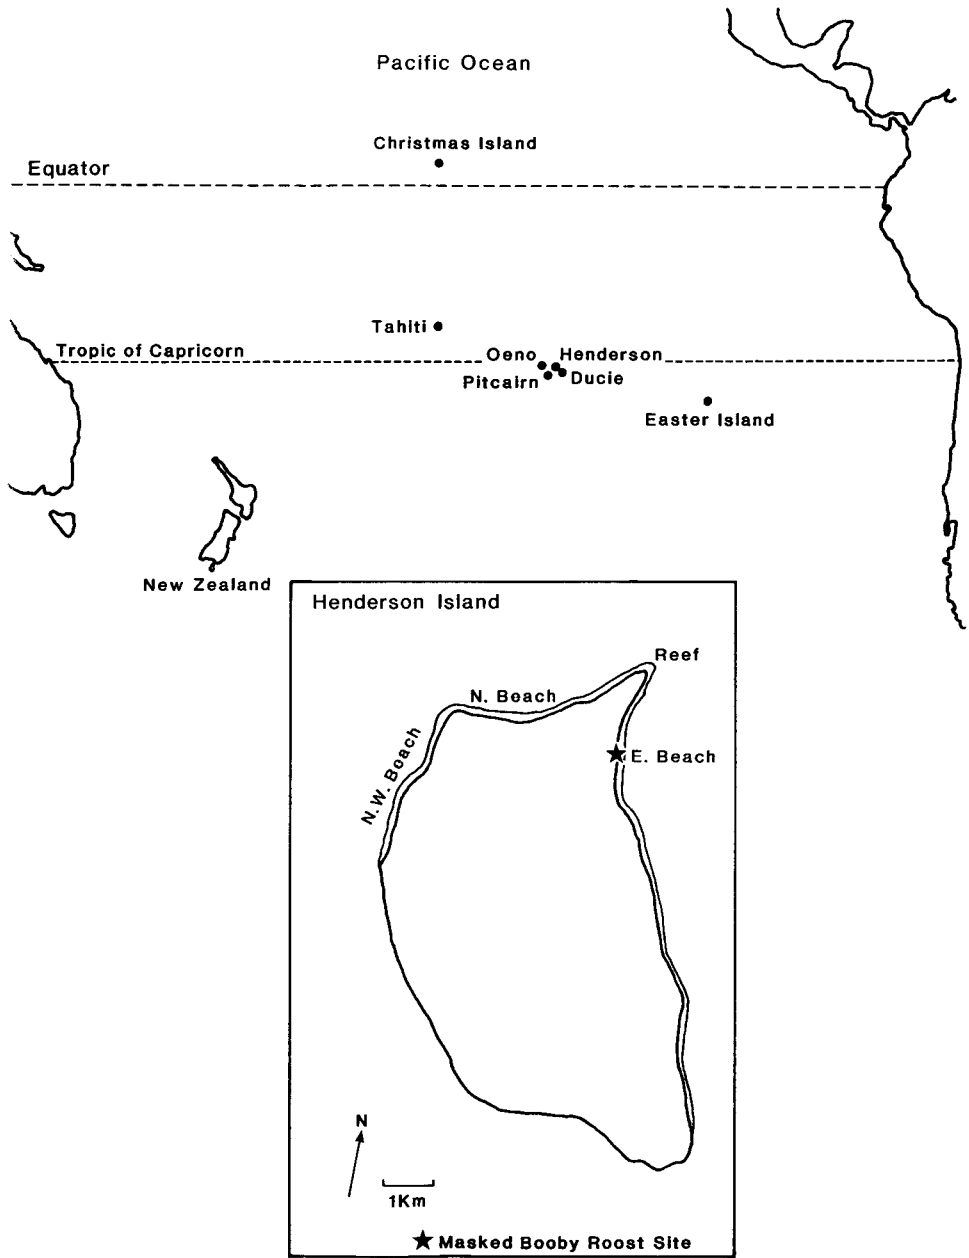 Pacific Ocean
Christmas Island
Equator
Tahiti
Tropic of Capricorn
Oeno
Henderson
Pitcairn
Ducie
Easter Island
New Zealand
Henderson Island
Reef
N. Beach
N.W. Boach
E. Beach
N
1Km
Masked Booby Roost Site